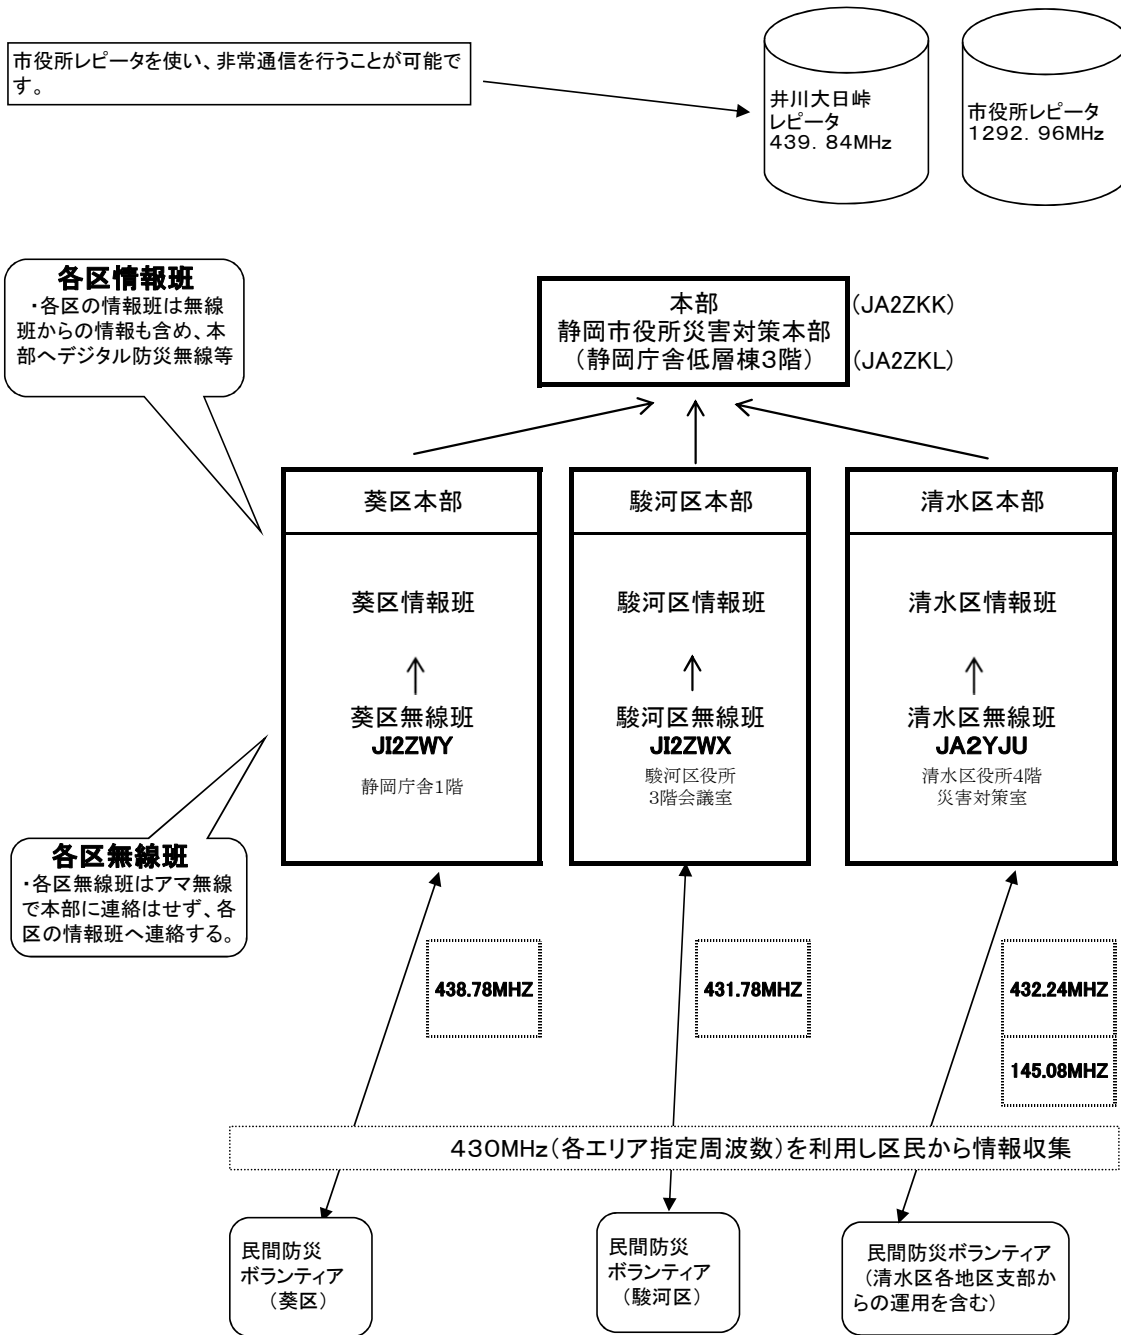 市役所レピータを使い、非常通信を行うことが可能で
す。
井川大日峠
レピータ
439．84MHz
市役所レピータ
1292．96MHz
各区情報班
・各区の情報班は無線
班からの情報も含め、本
部へデジタル防災無線等
本部
静岡市役所災害対策本部
（静岡庁舎低層棟3階）
（JA2ZKK）
（JA2ZKL）
葵区本部
葵区情報班
↑
葵区無線班
JI2ZWY
静岡庁舎1階
駿河区本部
駿河区情報班
↑
駿河区無線班
JI2ZWX
駿河区役所
3階会議室
清水区本部
清水区情報班
↑
清水区無線班
JA2YJU
清水区役所4階
災害対策室
各区無線班
・各区無線班はアマ無線
で本部に連絡はせず、各
区の情報班へ連絡する。
438.78MHZ
431.78MHZ
432.24MHZ
145.08MHZ
430MHz（各エリア指定周波数）を利用し区民から情報収集
民間防災
ボランティア
（葵区）
民間防災
ボランティア
（駿河区）
民間防災ボランティア
（清水区各地区支部か
らの運用を含む）